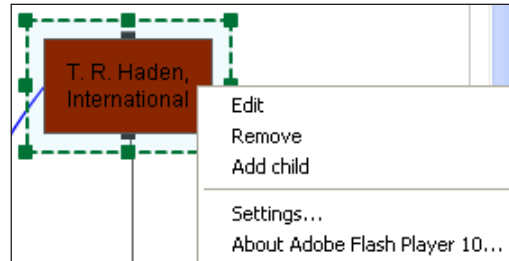 T. R. Haden,
International
Edit
Remove
Add child
Settings...
About Adobe Flash Player 10...